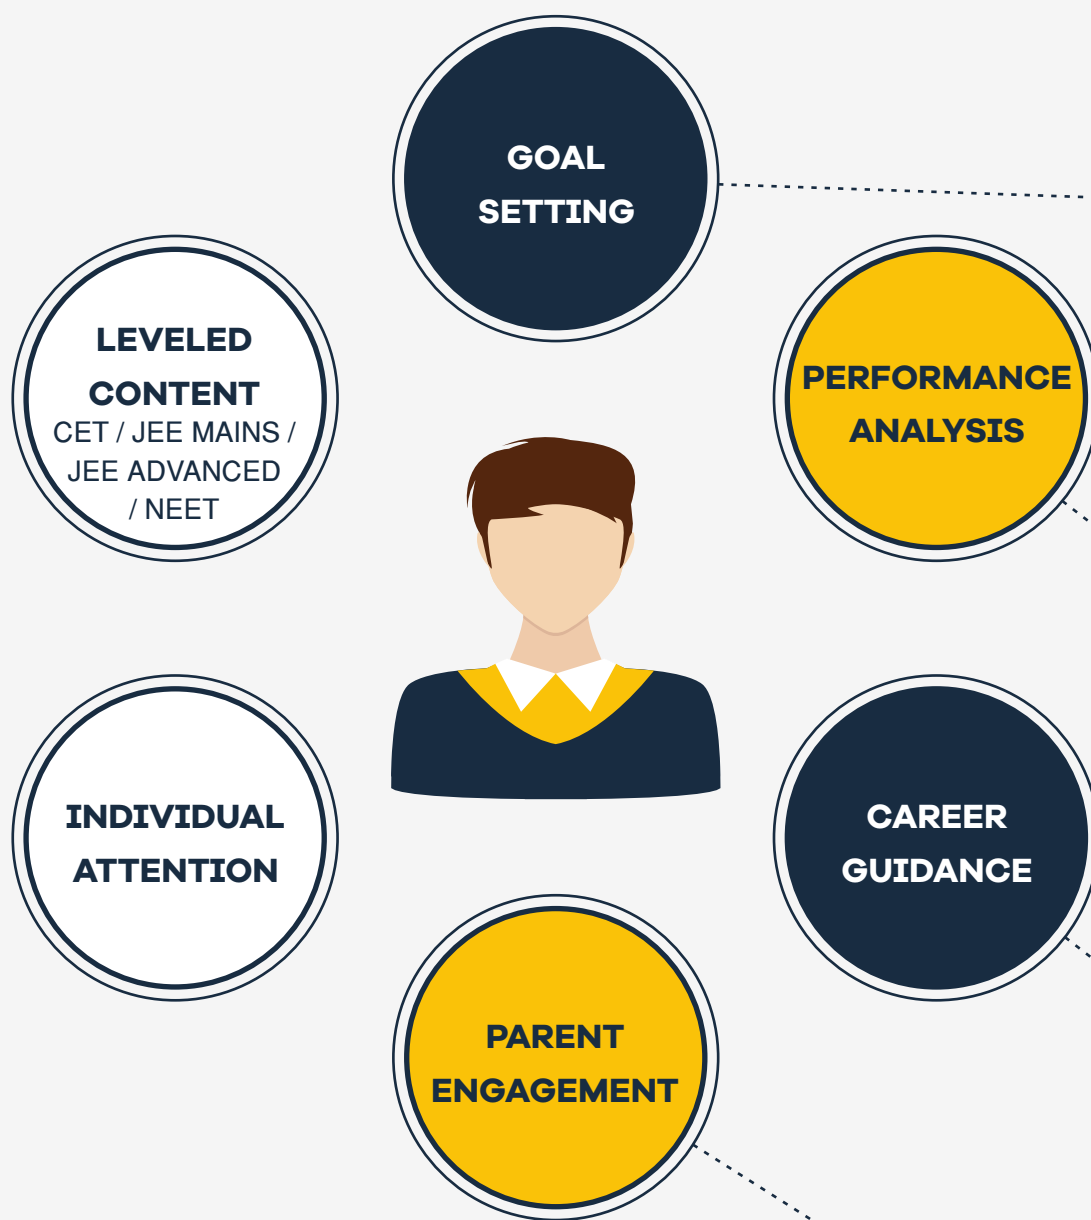 GOAL
SETTING
LEVELED
CONTENT
CET / JEE MAINS /
JEE ADVANCED
/ NEET
PERFORMANCE
ANALYSIS
INDIVIDUAL
ATTENTION
CAREER
GUIDANCE
PARENT
ENGAGEMENT